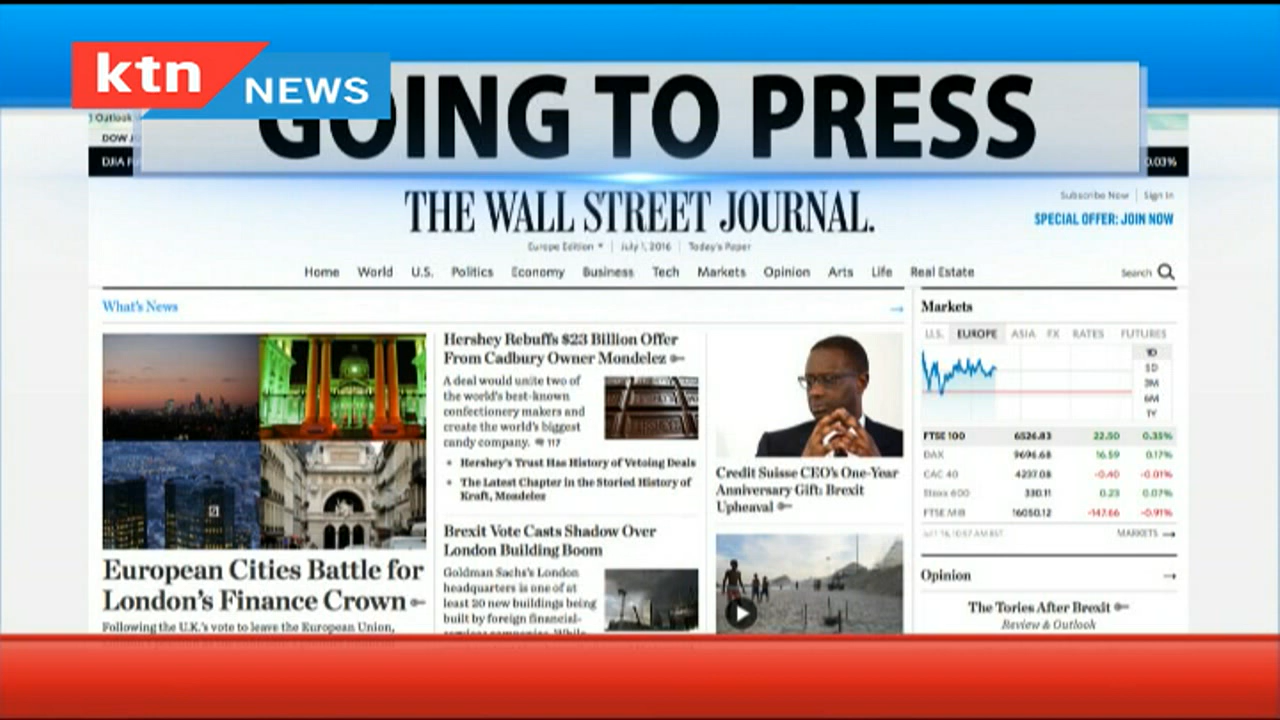 ktn NEWS
GOING TO PRESS
Outlook
DOW
DJIA
0.03%
THE WALL STREET JOURNAL.
Subscribe Now | Sign In
SPECIAL OFFER: JOIN NOW
Europe Edition | July 1, 2016 | Today's Paper
Home World U.S. Politics Economy Business Tech Markets Opinion Arts Life Real Estate
Search
What's News
European Cities Battle for
London's Finance Crown
Following the U.K.'s vote to leave the European Union,
Hershey Rebuffs $23 Billion Offer
From Cadbury Owner Mondelez
A deal would unite two of
the world's best-known
confectionery makers and
create the world's biggest
candy company. 117
Hershey's Trust Has History of Vetoing Deals
The Latest Chapter in the Storied History of
Kraft, Mondelez
Brexit Vote Casts Shadow Over
London Building Boom
Goldman Sachs's London
headquarters is one of at
least 20 new buildings being
built by foreign financial-
services companies. While
Credit Suisse CEO's One-Year
Anniversary Gift: Brexit
Upheaval
Markets
U.S. EUROPE ASIA FX RATES FUTURES
1D
5D
3M
6M
1Y
FTSE 100 6526.83 22.50 0.35%
DAX 9696.68 16.59 0.17%
CAC 40 4237.08 -0.40 -0.01%
Stoxx 600 330.11 0.23 0.07%
FTSE MIB 16050.12 -147.66 -0.91%
MARKETS
Opinion
The Tories After Brexit
Review & Outlook